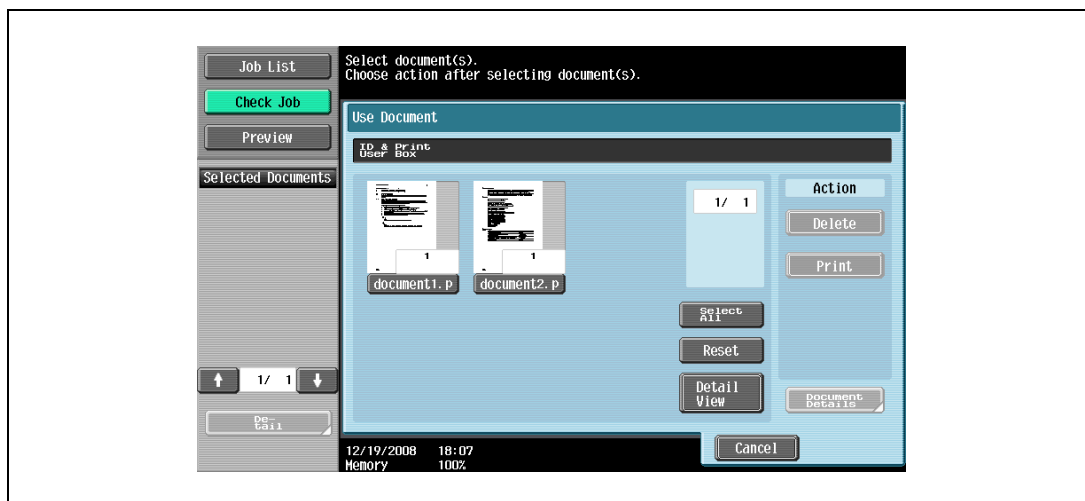 Job List
Check Job
Preview
Selected Documents
1/ 1
De-
tail
Select document(s).
Choose action after selecting document(s).
Use Document
ID & Print
User Box
1
document1.p
1
document2.p
1/ 1
Select
All
Reset
Detail
View
Action
Delete
Print
Document
Details
Cancel
12/19/2008 18:07
Memory 100%